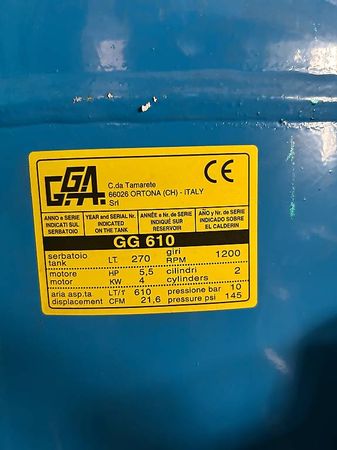 GGA
C.da Tamarete
66026 ORTONA (CH) - ITALY
Srl
CE
ANNO e SERIE INDICATI SUL SERBATOIO
YEAR and SERIAL Nr. INDICATED ON THE TANK
ANNÉE e Nr. de SERIE INDIQUÉ SUR RESERVOIR
AÑO y Nr. de SERIE INDICADO SOBRE EL CALDERIN
GG 610
serbatoio tank LT. 270 giri RPM 1200
motore HP 5,5 cilindri 2
motor KW 4 cylinders
aria asp.ta LT/1' 610 pressione bar 10
displacement CFM 21,6 pressure psi 145